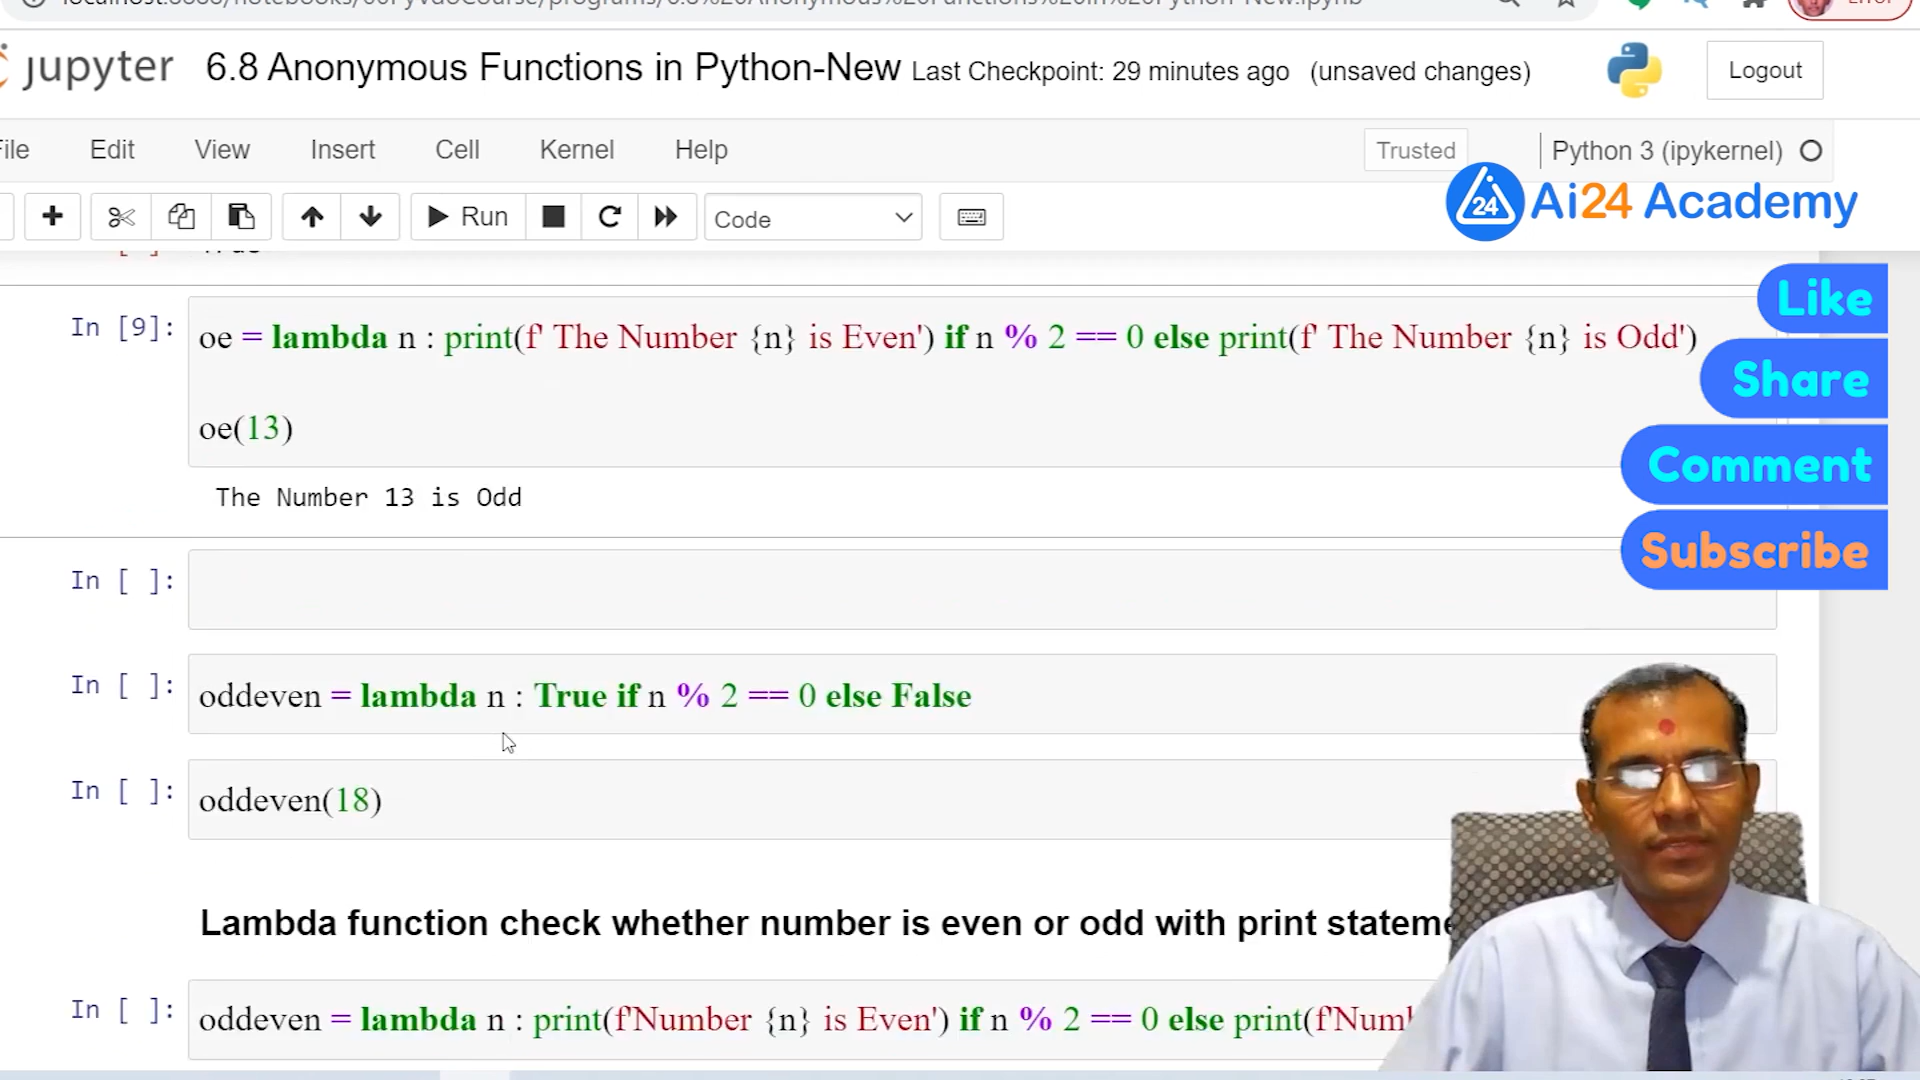 jupyter 6.8 Anonymous Functions in Python-New Last Checkpoint: 29 minutes ago (unsaved changes) Logout
Edit View Insert Cell Kernel Help Trusted Python 3 (ipykernel)
Run Code
24 Ai24 Academy
Like
In [9]: oe = lambda n : print(f' The Number {n} is Even') if n % 2 == 0 else print(f' The Number {n} is Odd')
Share
oe(13)
Comment
The Number 13 is Odd
Subscribe
In [ ]:
In [ ]: oddeven = lambda n : True if n % 2 == 0 else False
In [ ]: oddeven(18)
Lambda function check whether number is even or odd with print
In [ ]: oddeven = lambda n : print(f'Number {n} is Even') if n % 2 == 0 else print(f'Num